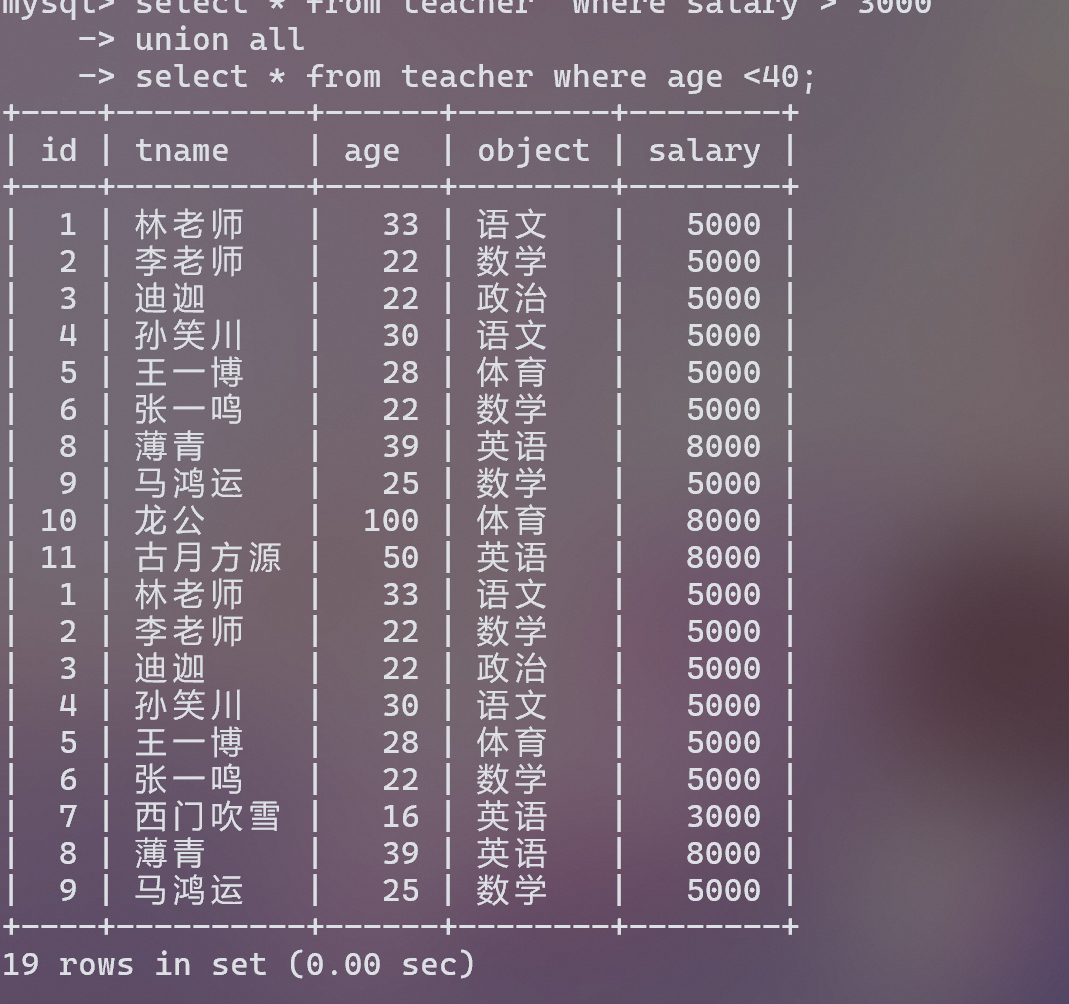 mysql> select * from teacher  where salary > 3000
    -> union all
    -> select * from teacher where age <40;
+----+----------+------+--------+--------+
| id | tname    | age  | object | salary |
+----+----------+------+--------+--------+
|  1 | 林老师   |   33 | 语文   |   5000 |
|  2 | 李老师   |   22 | 数学   |   5000 |
|  3 | 迪迦     |   22 | 政治   |   5000 |
|  4 | 孙笑川   |   30 | 语文   |   5000 |
|  5 | 王一博   |   28 | 体育   |   5000 |
|  6 | 张一鸣   |   22 | 数学   |   5000 |
|  8 | 薄青     |   39 | 英语   |   8000 |
|  9 | 马鸿运   |   25 | 数学   |   5000 |
| 10 | 龙公     |  100 | 体育   |   8000 |
| 11 | 古月方源 |   50 | 英语   |   8000 |
|  1 | 林老师   |   33 | 语文   |   5000 |
|  2 | 李老师   |   22 | 数学   |   5000 |
|  3 | 迪迦     |   22 | 政治   |   5000 |
|  4 | 孙笑川   |   30 | 语文   |   5000 |
|  5 | 王一博   |   28 | 体育   |   5000 |
|  6 | 张一鸣   |   22 | 数学   |   5000 |
|  7 | 西门吹雪 |   16 | 英语   |   3000 |
|  8 | 薄青     |   39 | 英语   |   8000 |
|  9 | 马鸿运   |   25 | 数学   |   5000 |
+----+----------+------+--------+--------+
19 rows in set (0.00 sec)